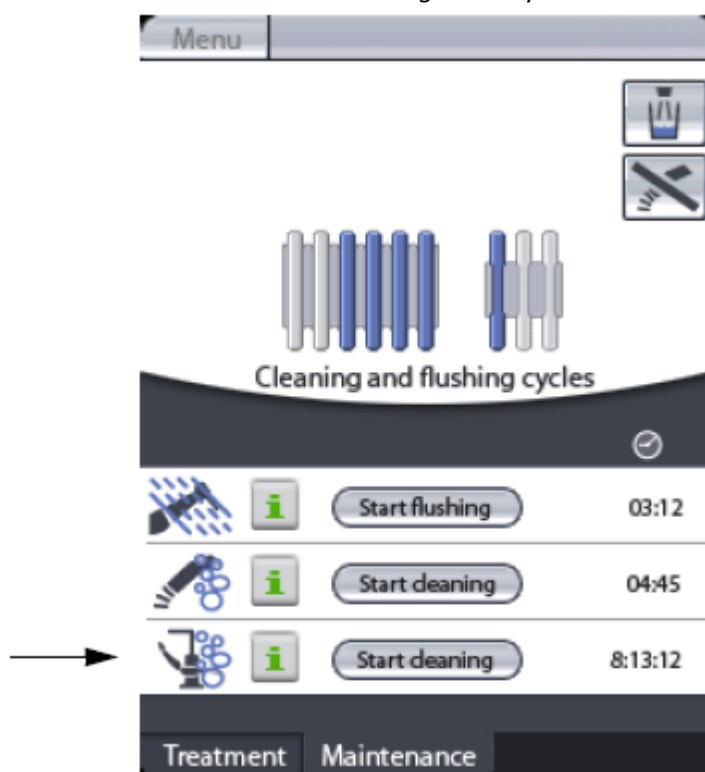 Menu
Cleaning and flushing cycles
i Start flushing 03:12
i Start cleaning 04:45
i Start cleaning 8:13:12
Treatment Maintenance